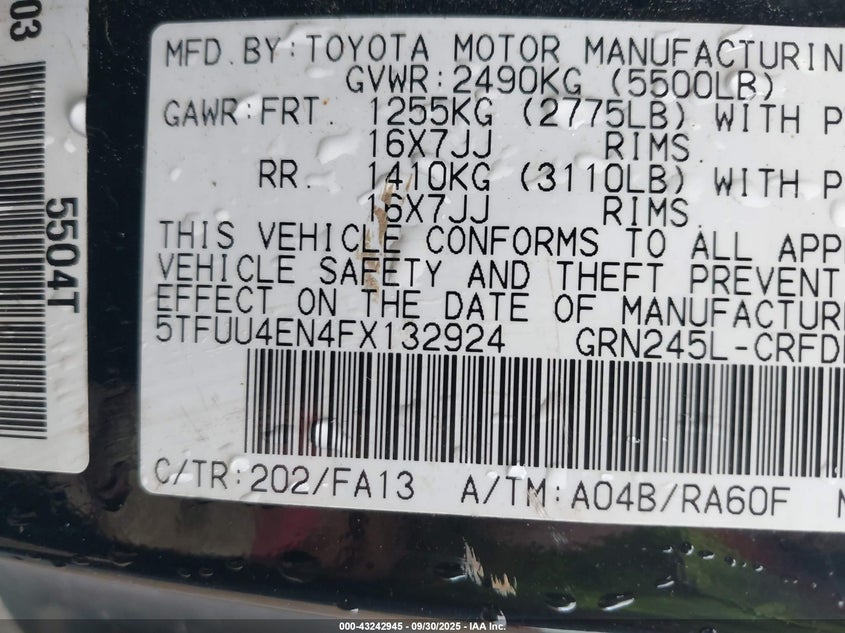 03
5504T
MFD. BY: TOYOTA MOTOR MANUFACTURIN
GVWR: 2490KG (5500LB)
GAWR: FRT. 1255KG (2775LB) WITH P
16X7JJ RIMS.
RR. 1410KG (3110LB) WITH P
16X7JJ RIMS
THIS VEHICLE CONFORMS TO ALL APP
VEHICLE SAFETY AND THEFT PREVENT
EFFECT ON THE DATE OF MANUFACTUR
5TFUU4EN4FX132924 GRN245L-CRFD
C/TR: 202/FA13 A/TM: A04B/RA60F
000-43242945 - 09/30/2025 - IAA Inc.